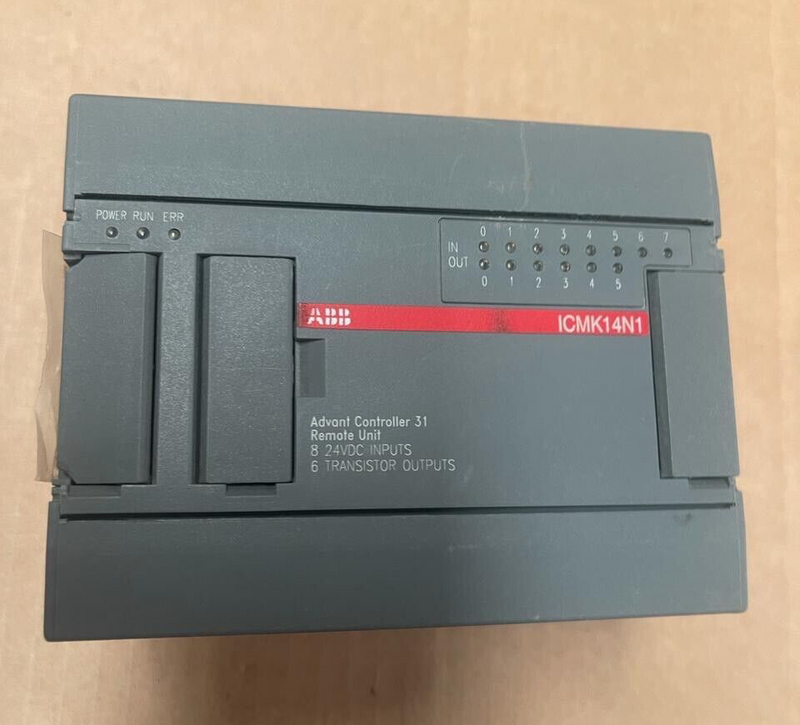 POWER RUN ERR
0 1 2 3 4 5 6 7
IN
OUT
0 1 2 3 4 5
ABB
ICMK14N1
Advant Controller 31
Remote Unit
8 24VDC INPUTS
6 TRANSISTOR OUTPUTS